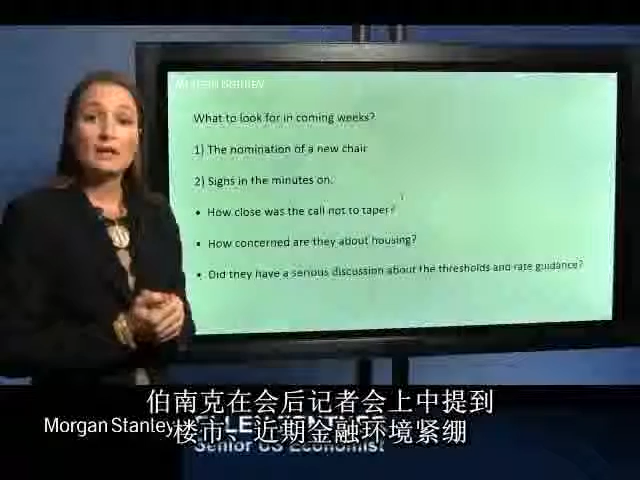 Morgan Stanley
What to look for in coming weeks?
1) The nomination of a new chair
2) Signs in the minutes on:
• How close was the call not to taper?
• How concerned are they about housing?
• Did they have a serious discussion about the thresholds and rate guidance?
伯南克在会后记者会上中提到
楼市、近期金融环境紧绷
Morgan Stanley
Senior US Economist